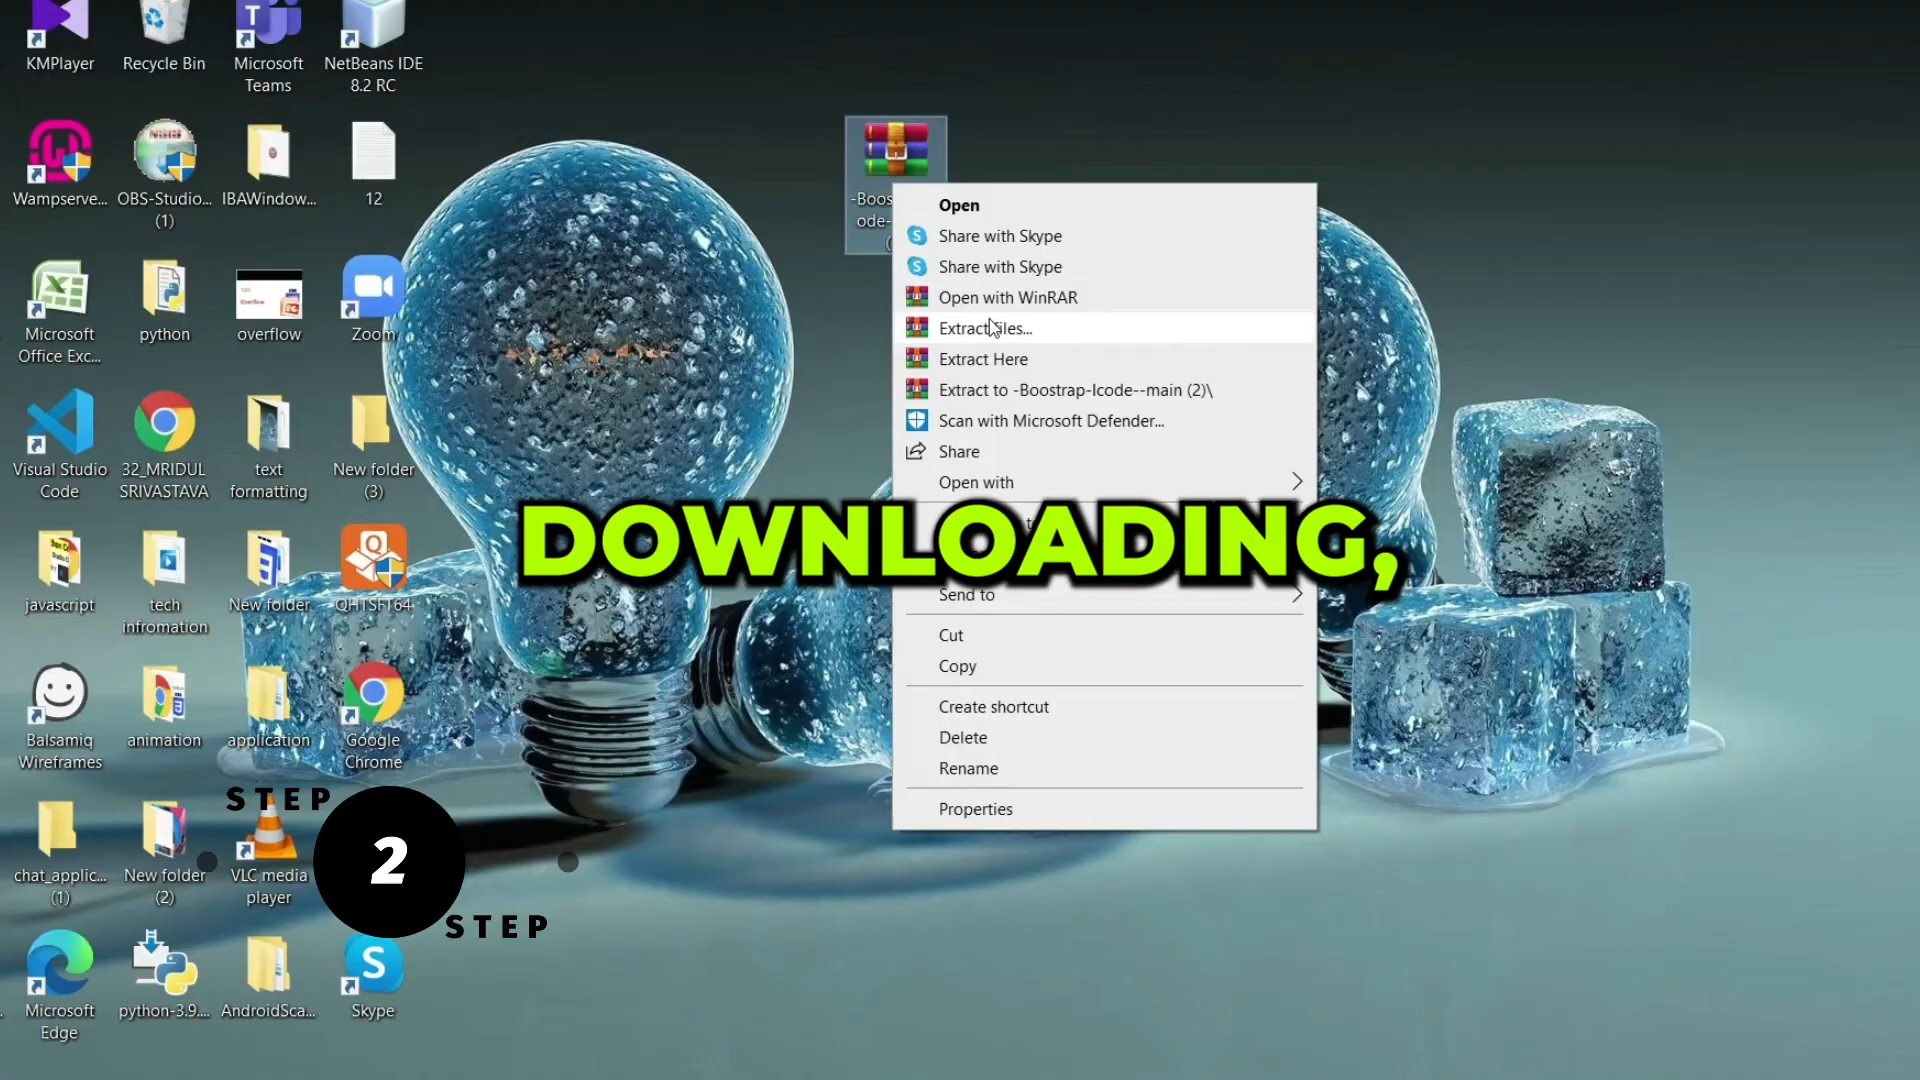 KMPlayer
Recycle Bin
Microsoft
Teams
NetBeans IDE
8.2 RC
Wampserve...
OBS-Studio...
(1)
IBAWindow...
12
Microsoft
Office Exc...
python
overflow
Zoom
Visual Studio
Code
32_MRIDUL
SRIVASTAVA
text
formatting
New folder
(3)
javascript
tech
infromation
New folder
QHTSFT64
Balsamiq
Wireframes
animation
application
Google
Chrome
chat_applic...
(1)
New folder
(2)
VLC media
player
Microsoft
Edge
python-3.9....
AndroidSca...
Skype
-Boos
ode-
(
Open
Share with Skype
Share with Skype
Open with WinRAR
Extract files...
Extract Here
Extract to -Boostrap-Icode--main (2)\
Scan with Microsoft Defender...
Share
Open with
DOWNLOADING,
Send to
Cut
Copy
Create shortcut
Delete
Rename
Properties
STEP
2
STEP